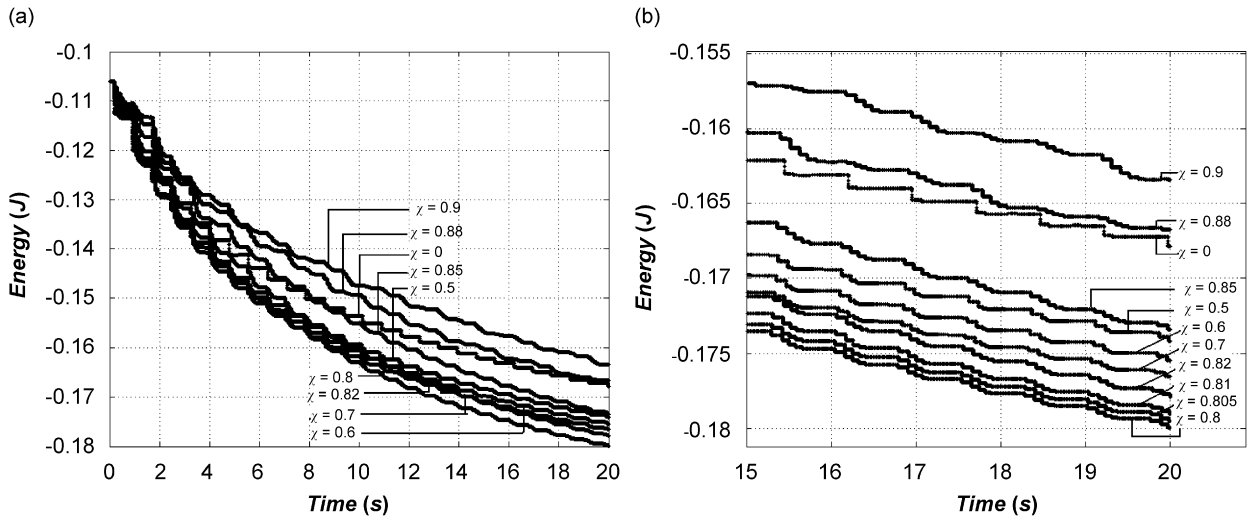 (a)
-0.1
-0.11
-0.12
-0.13
-0.14
-0.15
-0.16
-0.17
-0.18
Energy (J)
χ = 0.9
χ = 0.88
χ = 0
χ = 0.85
χ = 0.5
χ = 0.8
χ = 0.82
χ = 0.7
χ = 0.6
0 2 4 6 8 10 12 14 16 18 20
Time (s)
(b)
-0.155
-0.16
-0.165
-0.17
-0.175
-0.18
Energy (J)
χ = 0.9
χ = 0.88
χ = 0
χ = 0.85
χ = 0.5
χ = 0.6
χ = 0.7
χ = 0.82
χ = 0.81
χ = 0.805
χ = 0.8
15 16 17 18 19 20
Time (s)